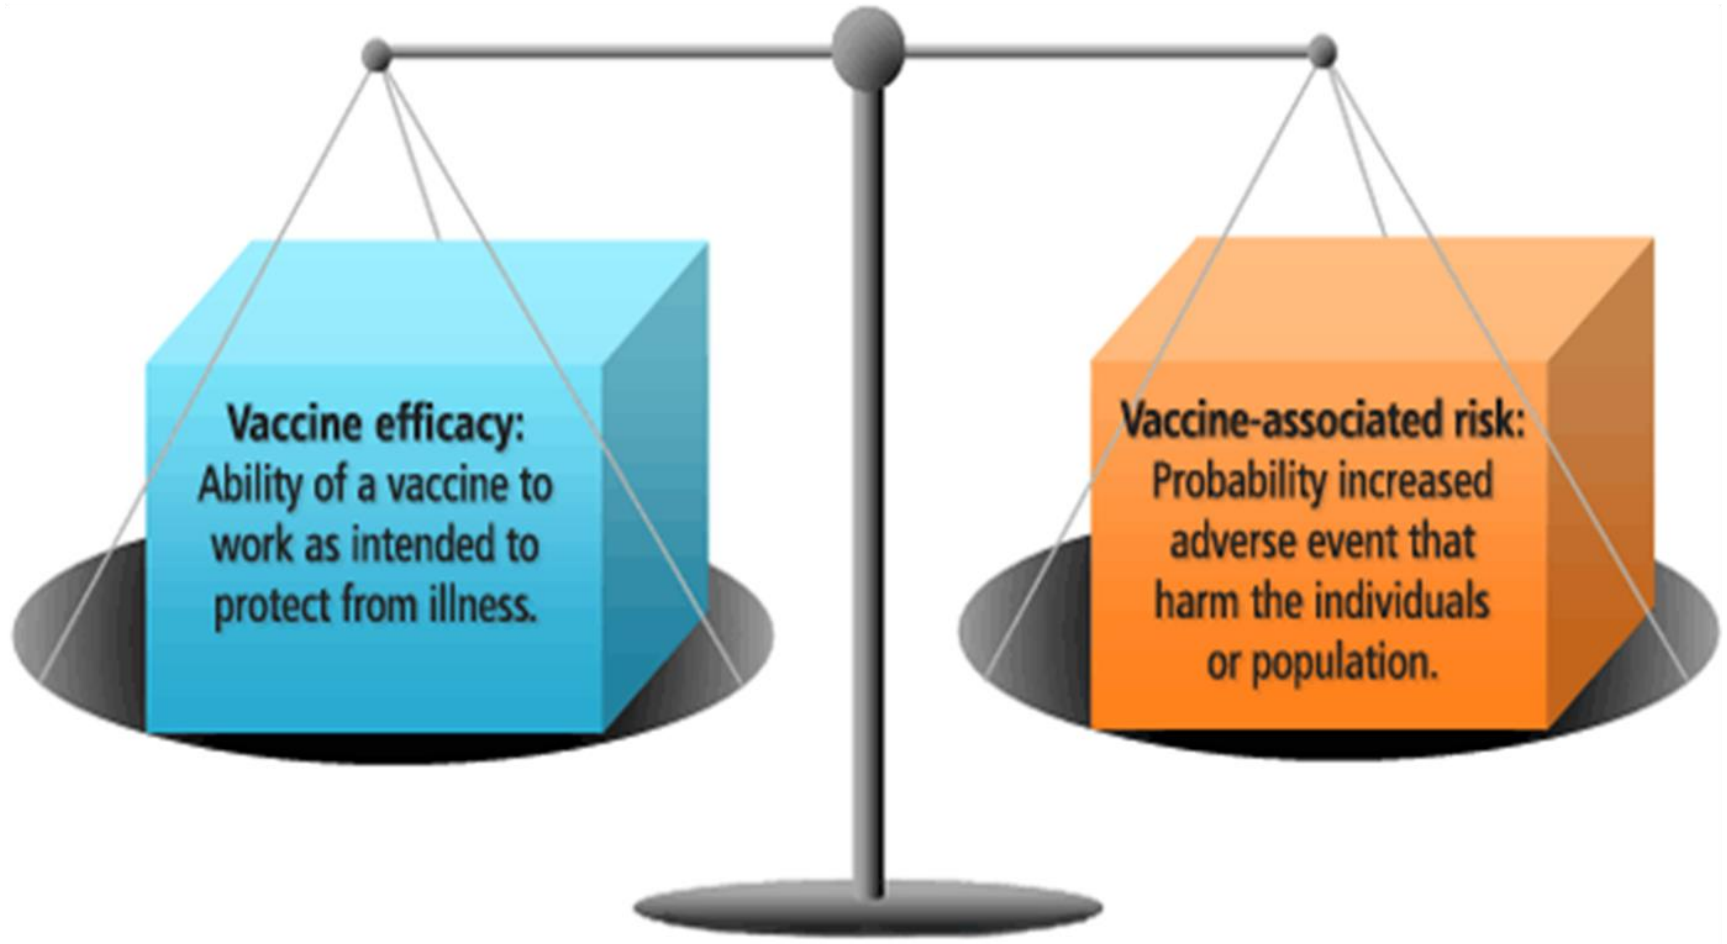 Vaccine efficacy:
Ability of a vaccine to
work as intended to
protect from illness.
Vaccine-associated risk:
Probability increased
adverse event that
harm the individuals
or population.